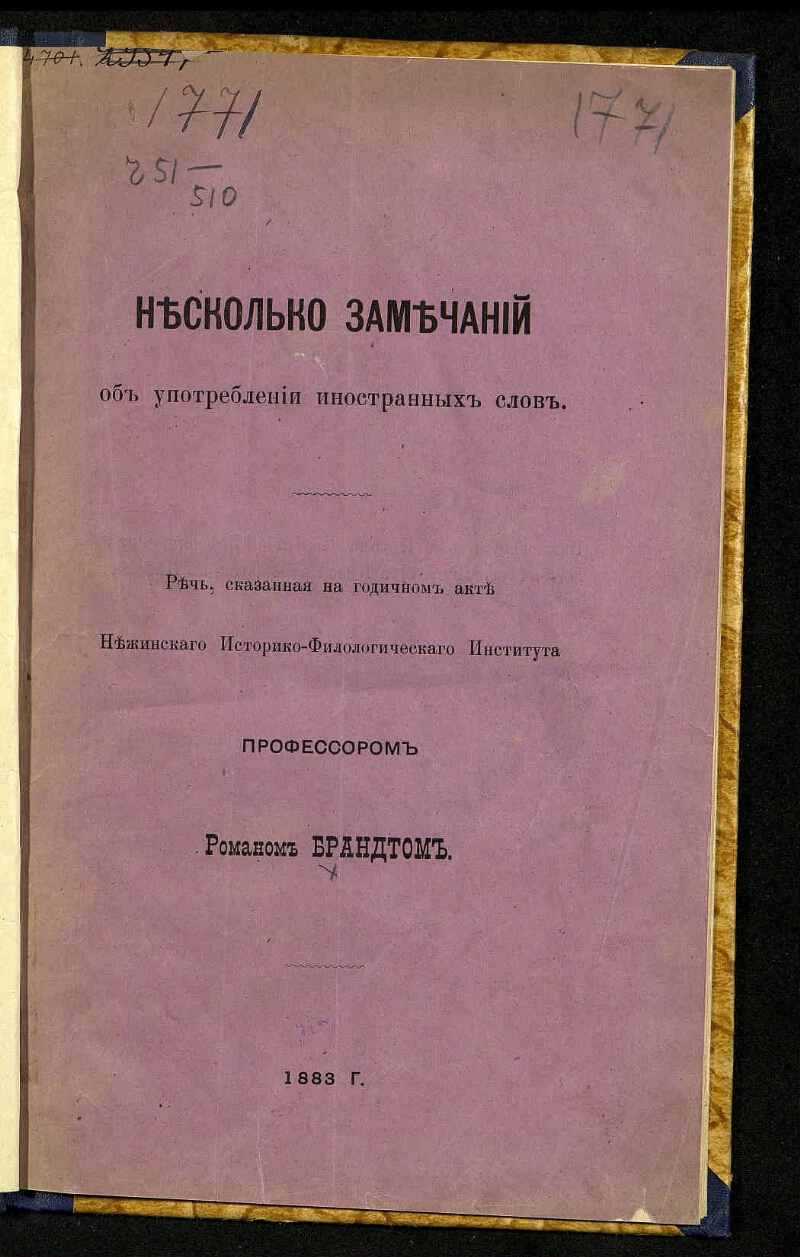 1771
1771
251 —
510
НѢСКОЛЬКО ЗАМѢЧАНІЙ
объ употребленіи иностранныхъ словъ.
Рѣчь, сказанная на годичномъ актѣ
Нѣжинскаго Историко-Филологическаго Института
ПРОФЕССОРОМЪ
Романомъ БРАНДТОМЪ.
1883 Г.